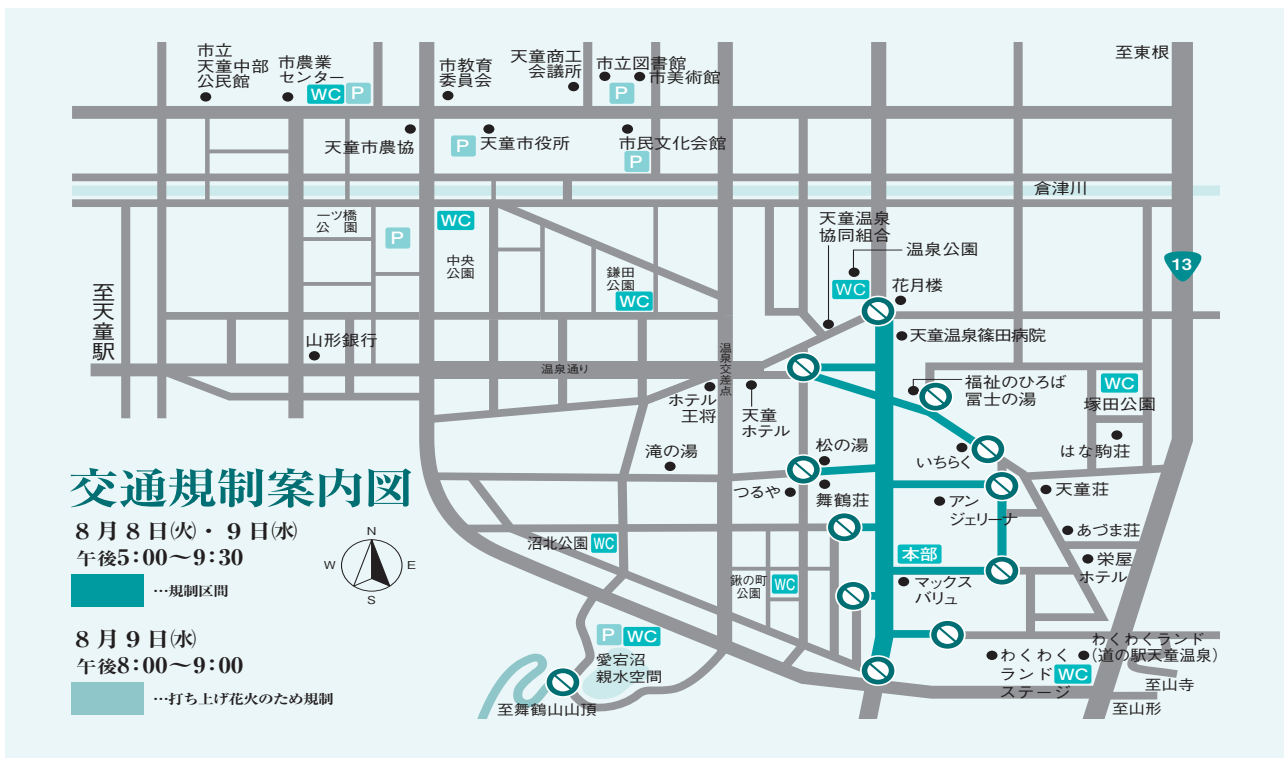 市立
天童中部
公民館
市農業
センター
WC
P
市教育
委員会
天童商工
会議所
市立図書館
市美術館
P
至東根
天童市農協
P
天童市役所
市民文化会館
P
倉津川
一ツ橋
公園
P
WC
中央
公園
鎌田
公園
WC
天童温泉
協同組合
温泉公園
WC
花月楼
13
至天童駅
山形銀行
温泉通り
温泉交差点
天童温泉篠田病院
ホテル
王将
天童
ホテル
福祉のひろば
冨士の湯
WC
塚田公園
はな駒荘
滝の湯
松の湯
つるや
舞鶴荘
いちらく
アン
ジェリーナ
天童荘
あづま荘
栄屋
ホテル
交通規制案内図
8月8日㈫・9日㈬
午後5:00〜9:30
…規制区間
8月9日㈬
午後8:00〜9:00
…打ち上げ花火のため規制
N
W
E
S
沼北公園
WC
鍬の町
公園
WC
本部
マックス
バリュ
P
WC
愛宕沼
親水空間
至舞鶴山山頂
わくわく
ランド
ステージ
WC
わくわくランド
(道の駅天童温泉)
至山寺
至山形